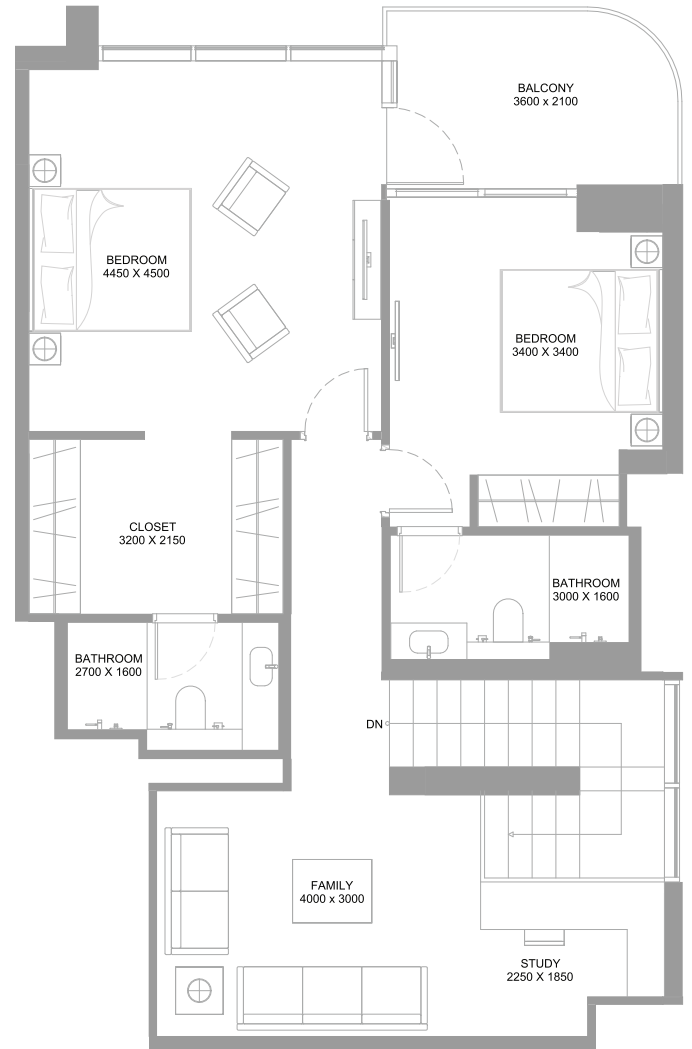 BALCONY
3600 x 2100
BEDROOM
4450 X 4500
BEDROOM
3400 X 3400
CLOSET
3200 X 2150
BATHROOM
3000 X 1600
BATHROOM
2700 X 1600
DN
FAMILY
4000 x 3000
STUDY
2250 X 1850